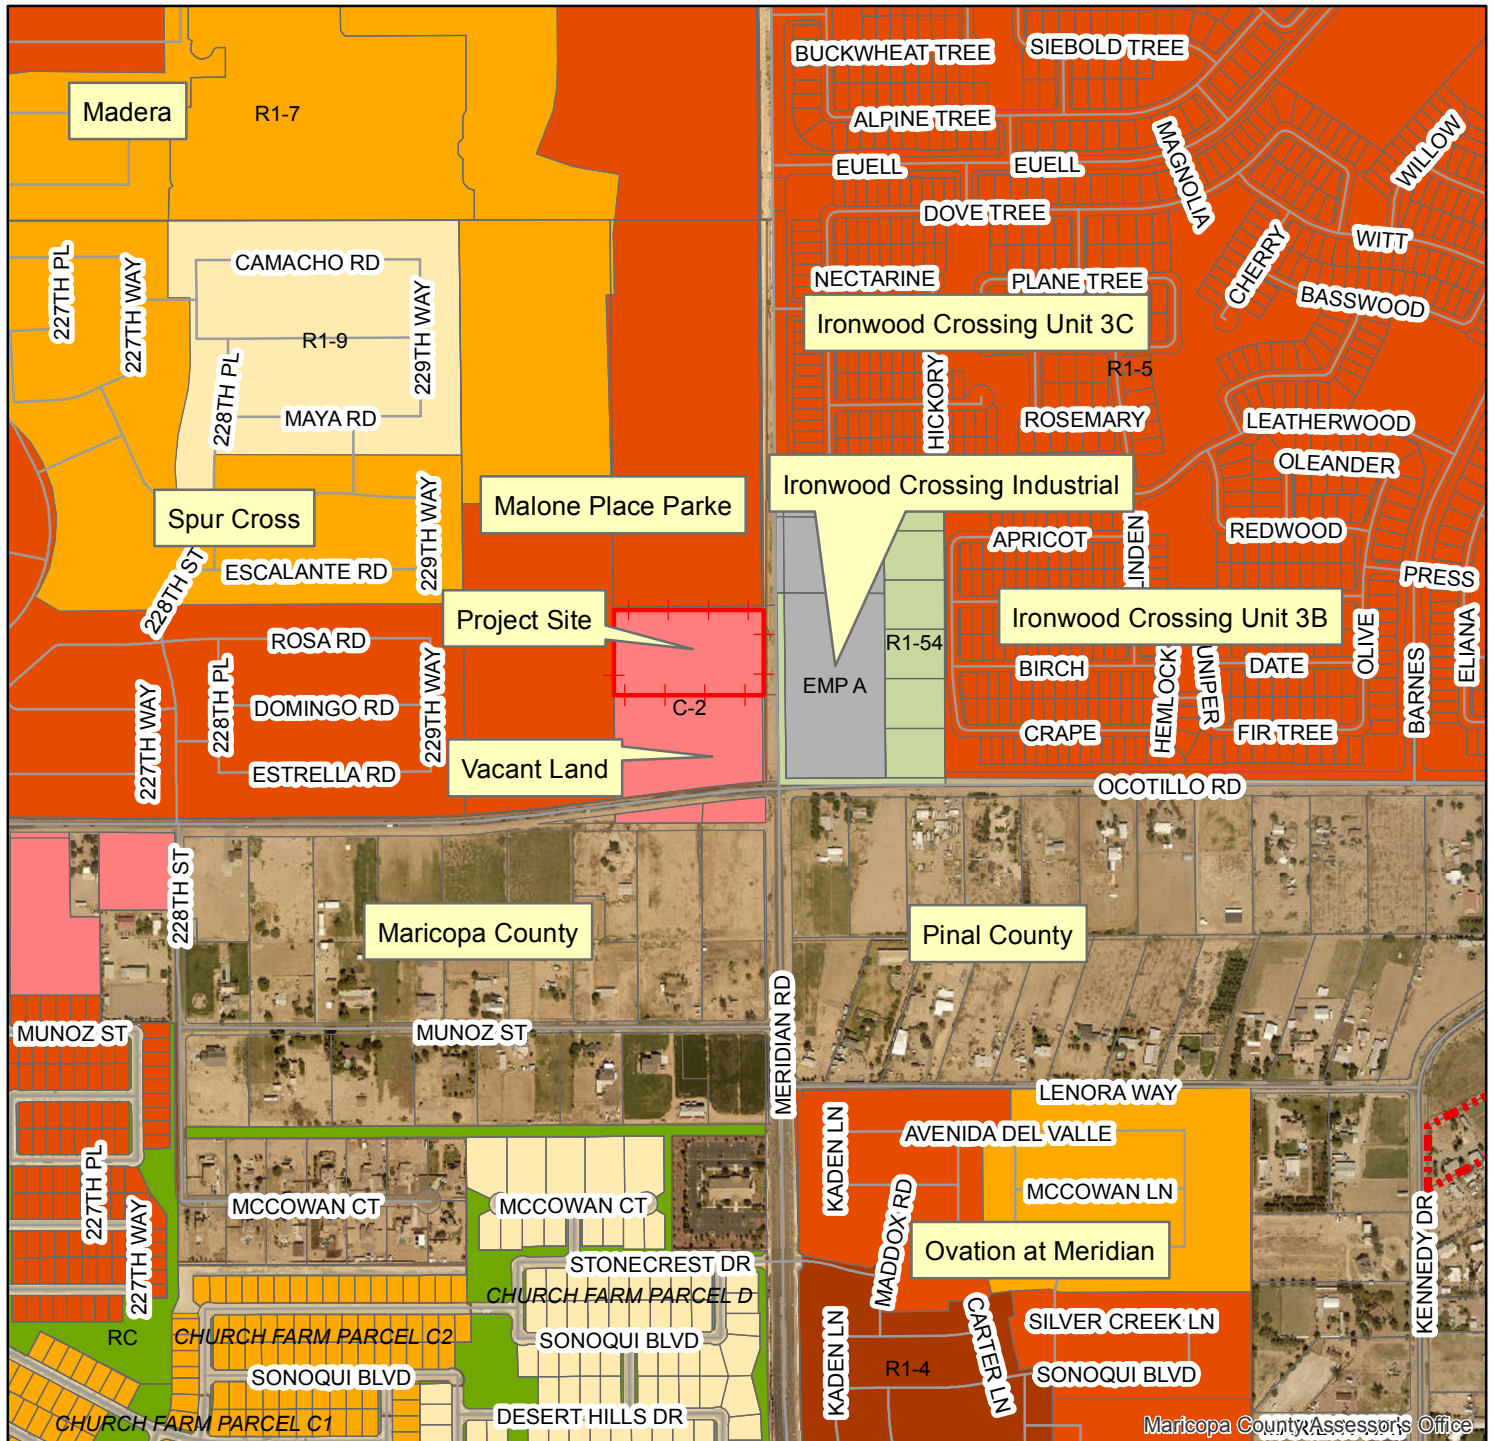 BUCKWHEAT TREE
SIEBOLD TREE
Madera
R1-7
ALPINE TREE
MAGNOLIA
WILLOW
EUELL
EUELL
DOVE TREE
WITT
CHERRY
227TH PL
227TH WAY
CAMACHO RD
229TH WAY
NECTARINE
PLANE TREE
BASSWOOD
Ironwood Crossing Unit 3C
R1-9
228TH PL
R1-5
HICKORY
MAYA RD
ROSEMARY
LEATHERWOOD
OLEANDER
Ironwood Crossing Industrial
Malone Place Parke
Spur Cross
229TH WAY
APRICOT
LINDEN
REDWOOD
228TH ST
ESCALANTE RD
PRESS
Project Site
Ironwood Crossing Unit 3B
ROSA RD
R1-54
OLIVE
ELIANA
BIRCH
HEMLOCK
UNIPER
DATE
BARNES
EMP A
227TH WAY
228TH PL
DOMINGO RD
229TH WAY
C-2
CRAPE
FIR TREE
Vacant Land
ESTRELLA RD
OCOTILLO RD
228TH ST
Maricopa County
Pinal County
MERIDIAN RD
MUNOZ ST
MUNOZ ST
LENORA WAY
KADEN LN
AVENIDA DEL VALLE
227TH PL
227TH WAY
MCCOWAN CT
MCCOWAN CT
MADDOX RD
MCCOWAN LN
KENNEDY DR
Ovation at Meridian
STONECREST DR
CHURCH FARM PARCEL D
RC
CHURCH FARM PARCEL C2
SONOQUI BLVD
KADEN LN
CARTER LN
SILVER CREEK LN
R1-4
SONOQUI BLVD
SONOQUI BLVD
CHURCH FARM PARCEL C1
DESERT HILLS DR
Maricopa County Assessor's Office